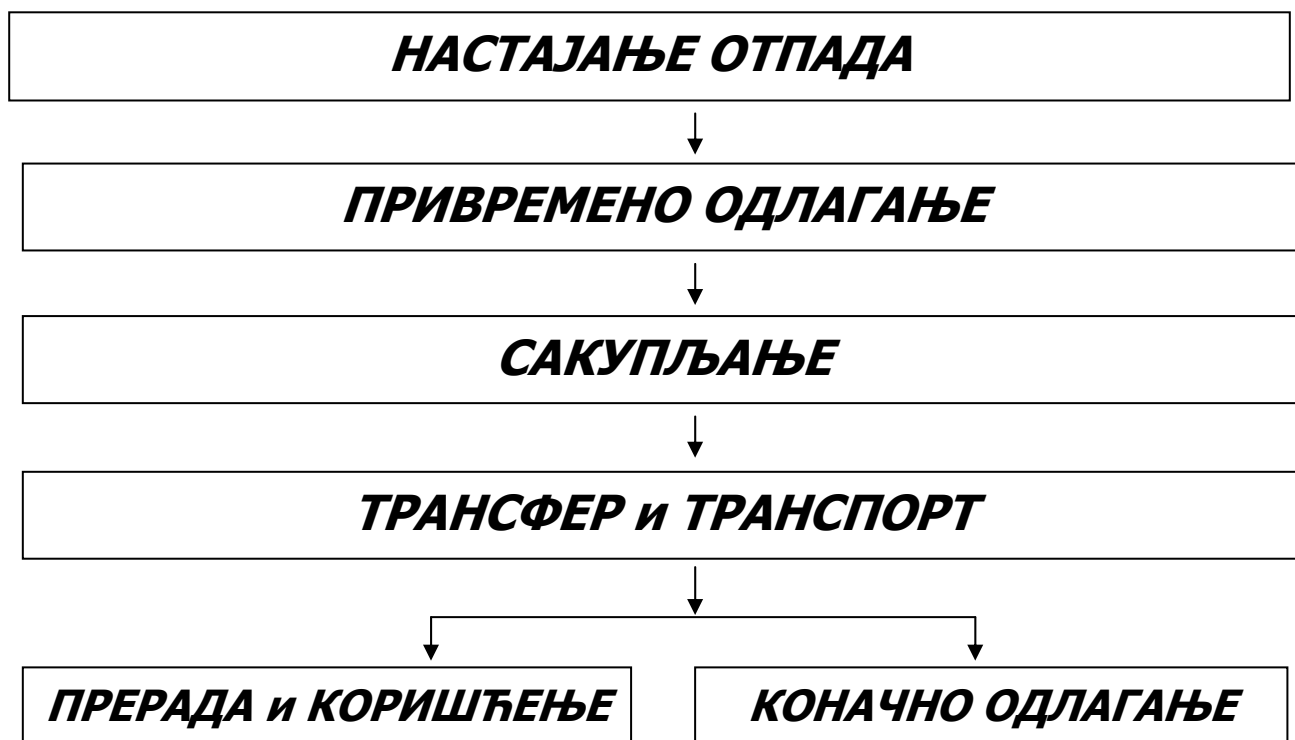 НАСТАЈАЊЕ ОТПАДА
ПРИВРЕМЕНО ОДЛАГАЊЕ
САКУПЉАЊЕ
ТРАНСФЕР и ТРАНСПОРТ
ПРЕРАДА и КОРИШЋЕЊЕ
КОНАЧНО ОДЛАГАЊЕ